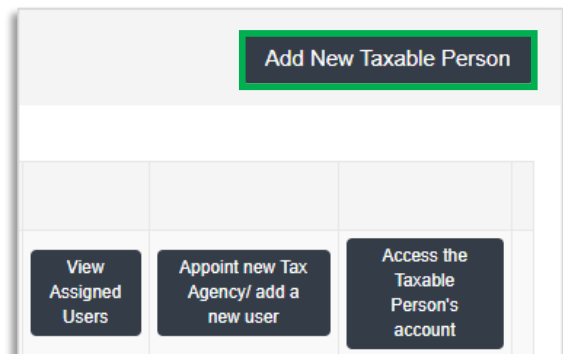 Add New Taxable Person
View
Assigned
Users
Appoint new Tax
Agency/ add a
new user
Access the
Taxable
Person's
account